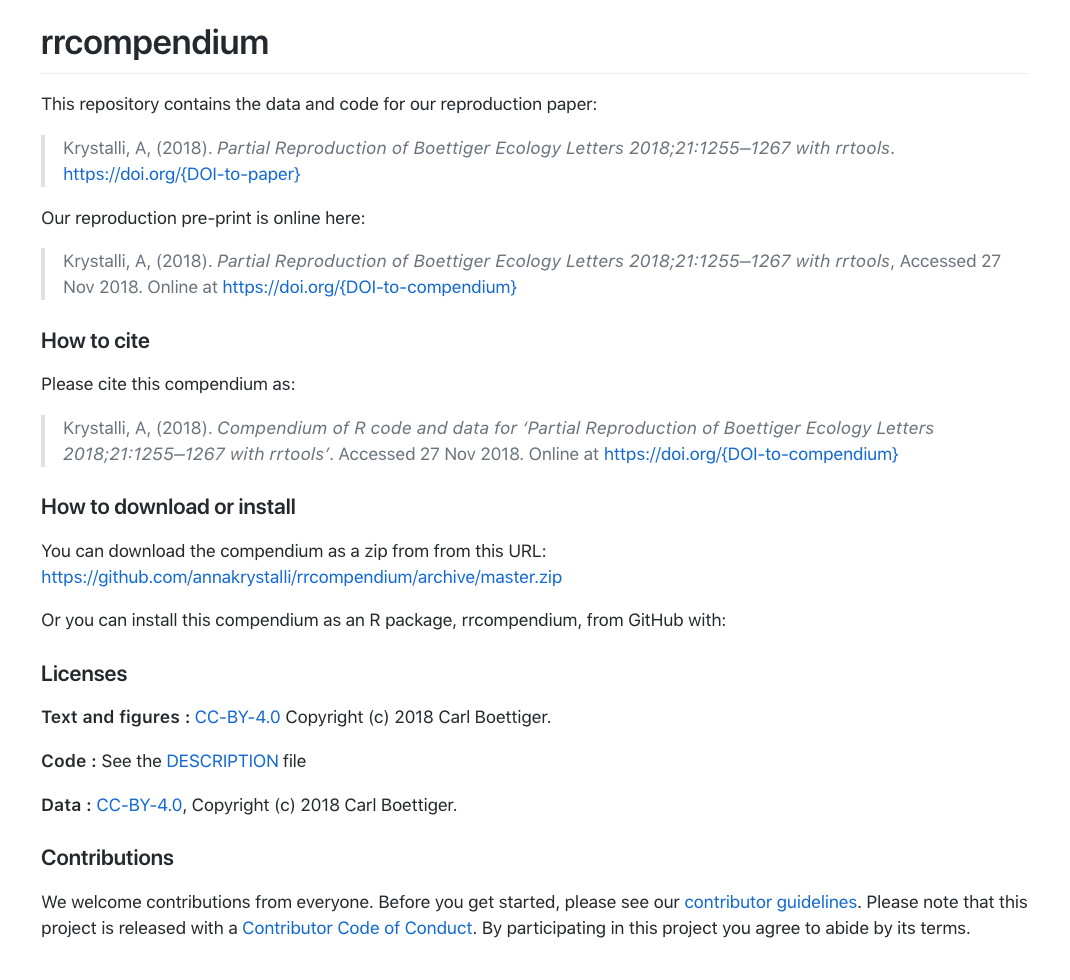 rrcompendium
This repository contains the data and code for our reproduction paper:
Krystalli, A, (2018). Partial Reproduction of Boettiger Ecology Letters 2018;21:1255–1267 with rrtools.
https://doi.org/{DOI-to-paper}
Our reproduction pre-print is online here:
Krystalli, A, (2018). Partial Reproduction of Boettiger Ecology Letters 2018;21:1255–1267 with rrtools, Accessed 27
Nov 2018. Online at https://doi.org/{DOI-to-compendium}
How to cite
Please cite this compendium as:
Krystalli, A, (2018). Compendium of R code and data for ‘Partial Reproduction of Boettiger Ecology Letters
2018;21:1255–1267 with rrtools’. Accessed 27 Nov 2018. Online at https://doi.org/{DOI-to-compendium}
How to download or install
You can download the compendium as a zip from from this URL:
https://github.com/annakrystalli/rrcompendium/archive/master.zip
Or you can install this compendium as an R package, rrcompendium, from GitHub with:
Licenses
Text and figures : CC-BY-4.0 Copyright (c) 2018 Carl Boettiger.
Code : See the DESCRIPTION file
Data : CC-BY-4.0, Copyright (c) 2018 Carl Boettiger.
Contributions
We welcome contributions from everyone. Before you get started, please see our contributor guidelines. Please note that this
project is released with a Contributor Code of Conduct. By participating in this project you agree to abide by its terms.